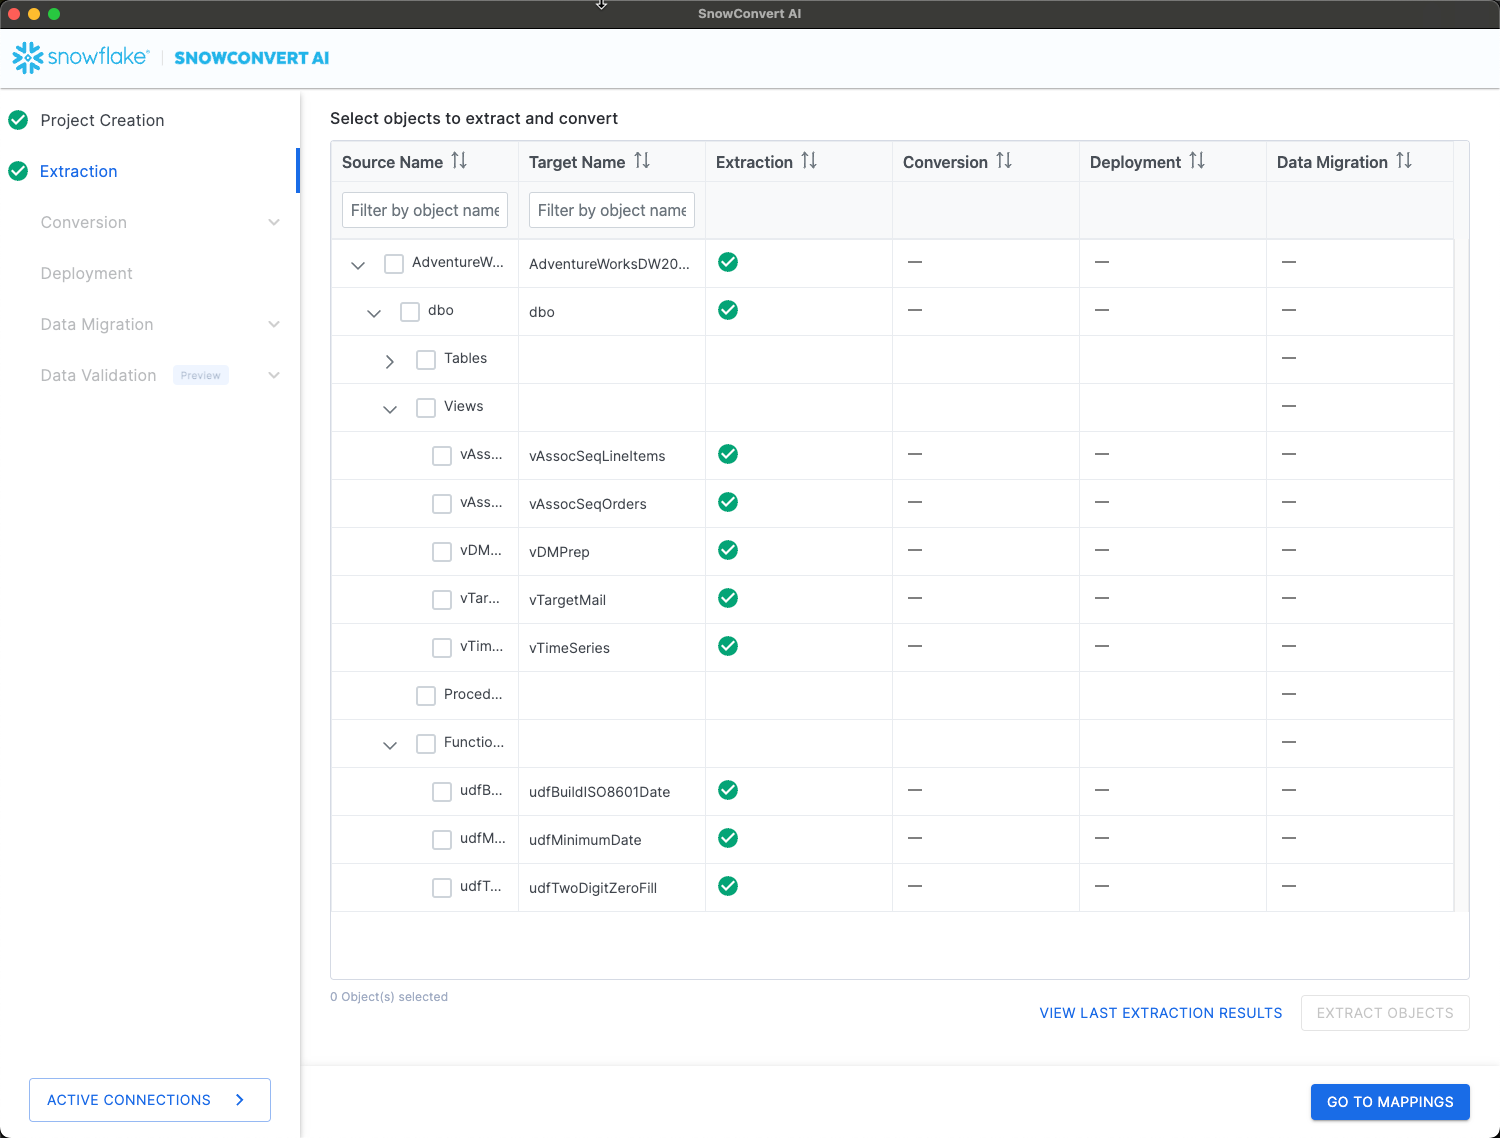 SnowConvert AI
snowflake® SNOWCONVERT AI
Project Creation
Extraction
Conversion
Deployment
Data Migration
Data Validation Preview
ACTIVE CONNECTIONS
Select objects to extract and convert
Source Name Target Name Extraction Conversion Deployment Data Migration
Filter by object name Filter by object name
AdventureW... AdventureWorksDW20... — — —
dbo dbo — — —
Tables —
Views —
vAss... vAssocSeqLineItems — — —
vAss... vAssocSeqOrders — — —
vDM... vDMPrep — — —
vTar... vTargetMail — — —
vTim... vTimeSeries — — —
Proced... —
Functio... —
udfB... udfBuildISO8601Date — — —
udfM... udfMinimumDate — — —
udfT... udfTwoDigitZeroFill — — —
0 Object(s) selected
VIEW LAST EXTRACTION RESULTS EXTRACT OBJECTS
GO TO MAPPINGS